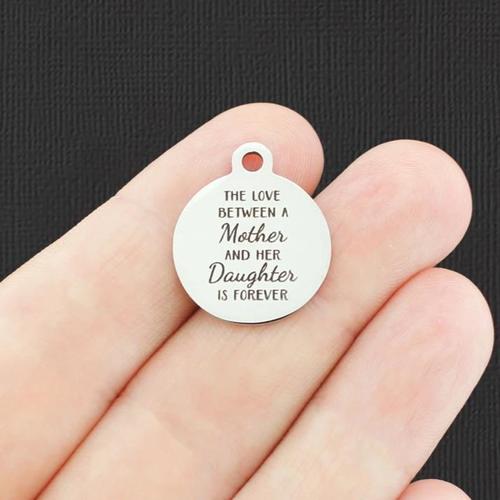 THE LOVE
BETWEEN A
Mother
AND HER
Daughter
IS FOREVER